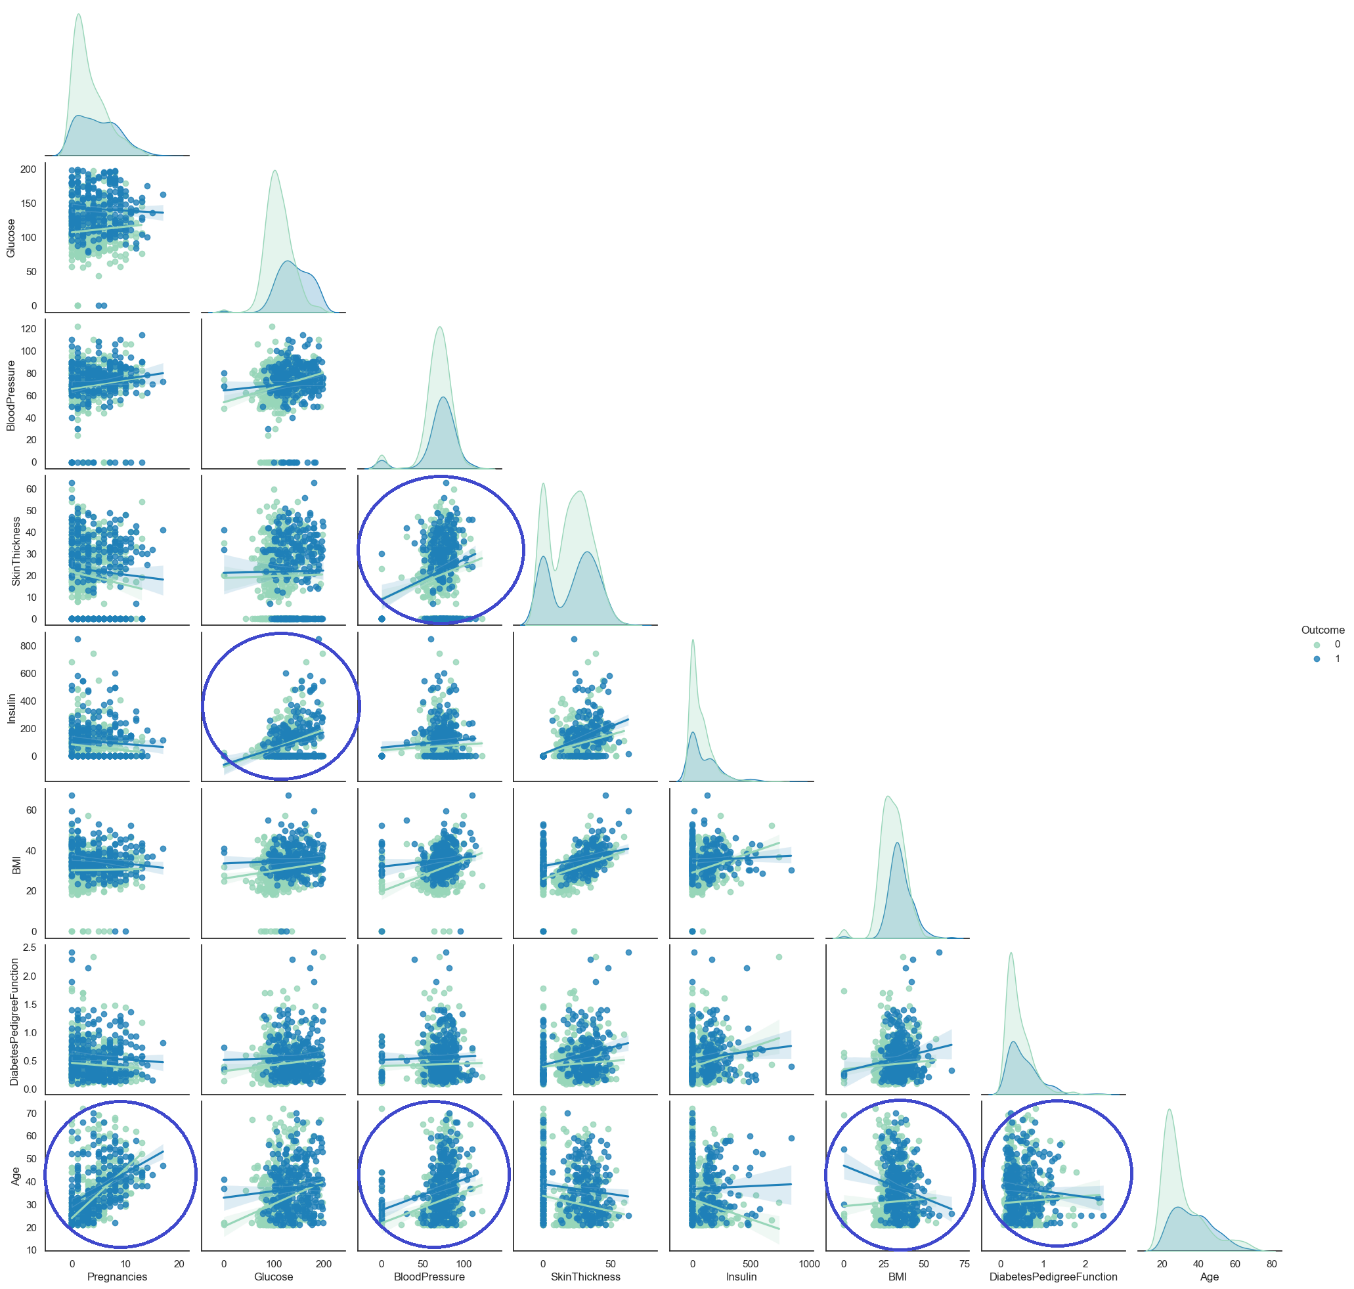 200
150
100
50
0
Glucose
120
100
80
60
40
20
0
BloodPressure
60
50
40
30
20
10
0
SkinThickness
800
600
400
200
0
Insulin
Outcome
0
1
60
40
20
0
BMI
2.5
2.0
1.5
1.0
0.5
0.0
DiabetesPedigreeFunction
70
60
50
40
30
20
10
Age
0 10 20
Pregnancies
0 100 200
Glucose
0 50 100
BloodPressure
0 50
SkinThickness
0 500 1000
Insulin
0 25 50 75
BMI
0 1 2
DiabetesPedigreeFunction
20 40 60 80
Age